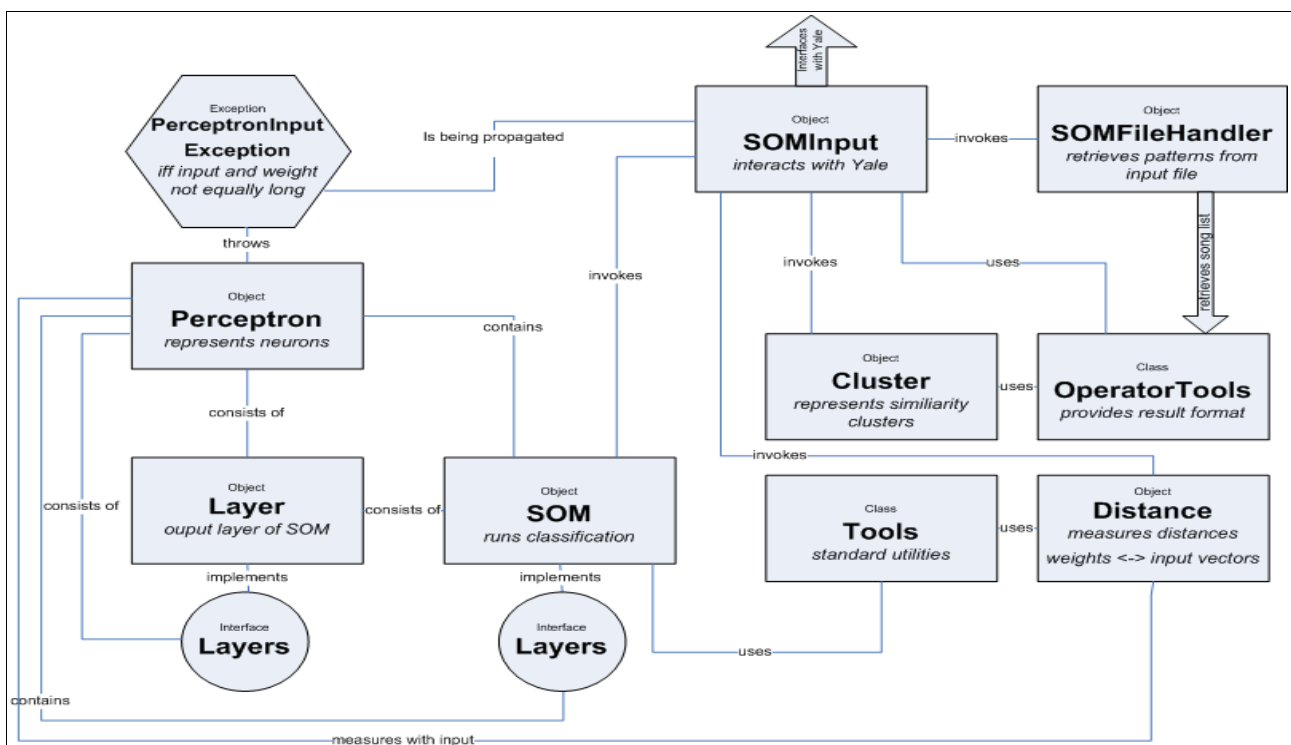 Interfaces
with Yale
Exception
PerceptronInput
Exception
iff input and weight
not equally long
Is being propagated
Object
SOMInput
interacts with Yale
invokes
Object
SOMFileHandler
retrieves patterns from
input file
throws
invokes
invokes
uses
retrieves song list
Object
Perceptron
represents neurons
contains
Object
Cluster
represents similiarity
clusters
uses
Class
OperatorTools
provides result format
consists of
invokes
consists of
Object
Layer
ouput layer of SOM
consists of
Object
SOM
runs classification
Class
Tools
standard utilities
uses
Object
Distance
measures distances
weights <-> input vectors
implements
implements
Interface
Layers
Interface
Layers
uses
contains
measures with input